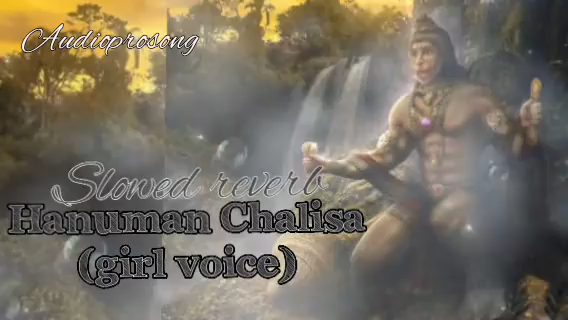 Audioprosong
Slowed reverb
Hanuman Chalisa
(girl voice)